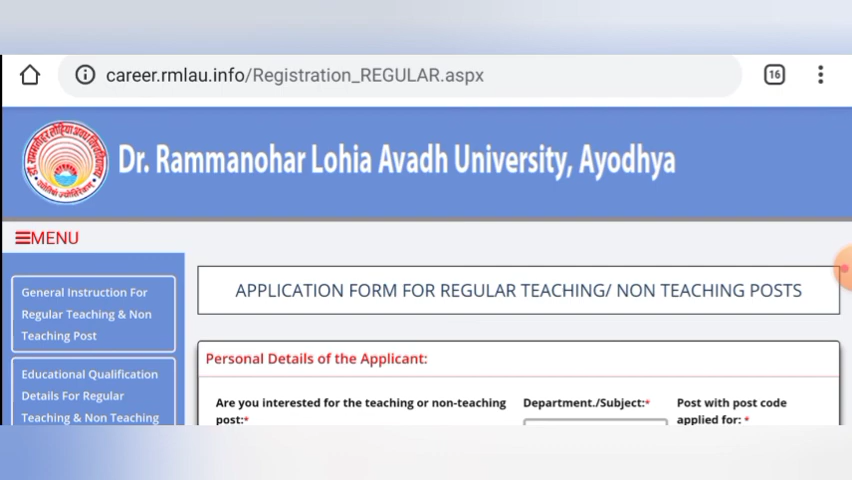 career.rmlau.info/Registration_REGULAR.aspx
16
Dr. Rammanohar Lohia Avadh University, Ayodhya
MENU
General Instruction For
Regular Teaching & Non
Teaching Post
Educational Qualification
Details For Regular
Teaching & Non Teaching
APPLICATION FORM FOR REGULAR TEACHING/ NON TEACHING POSTS
Personal Details of the Applicant:
Are you interested for the teaching or non-teaching
post:*
Department./Subject:*
Post with post code
applied for: *